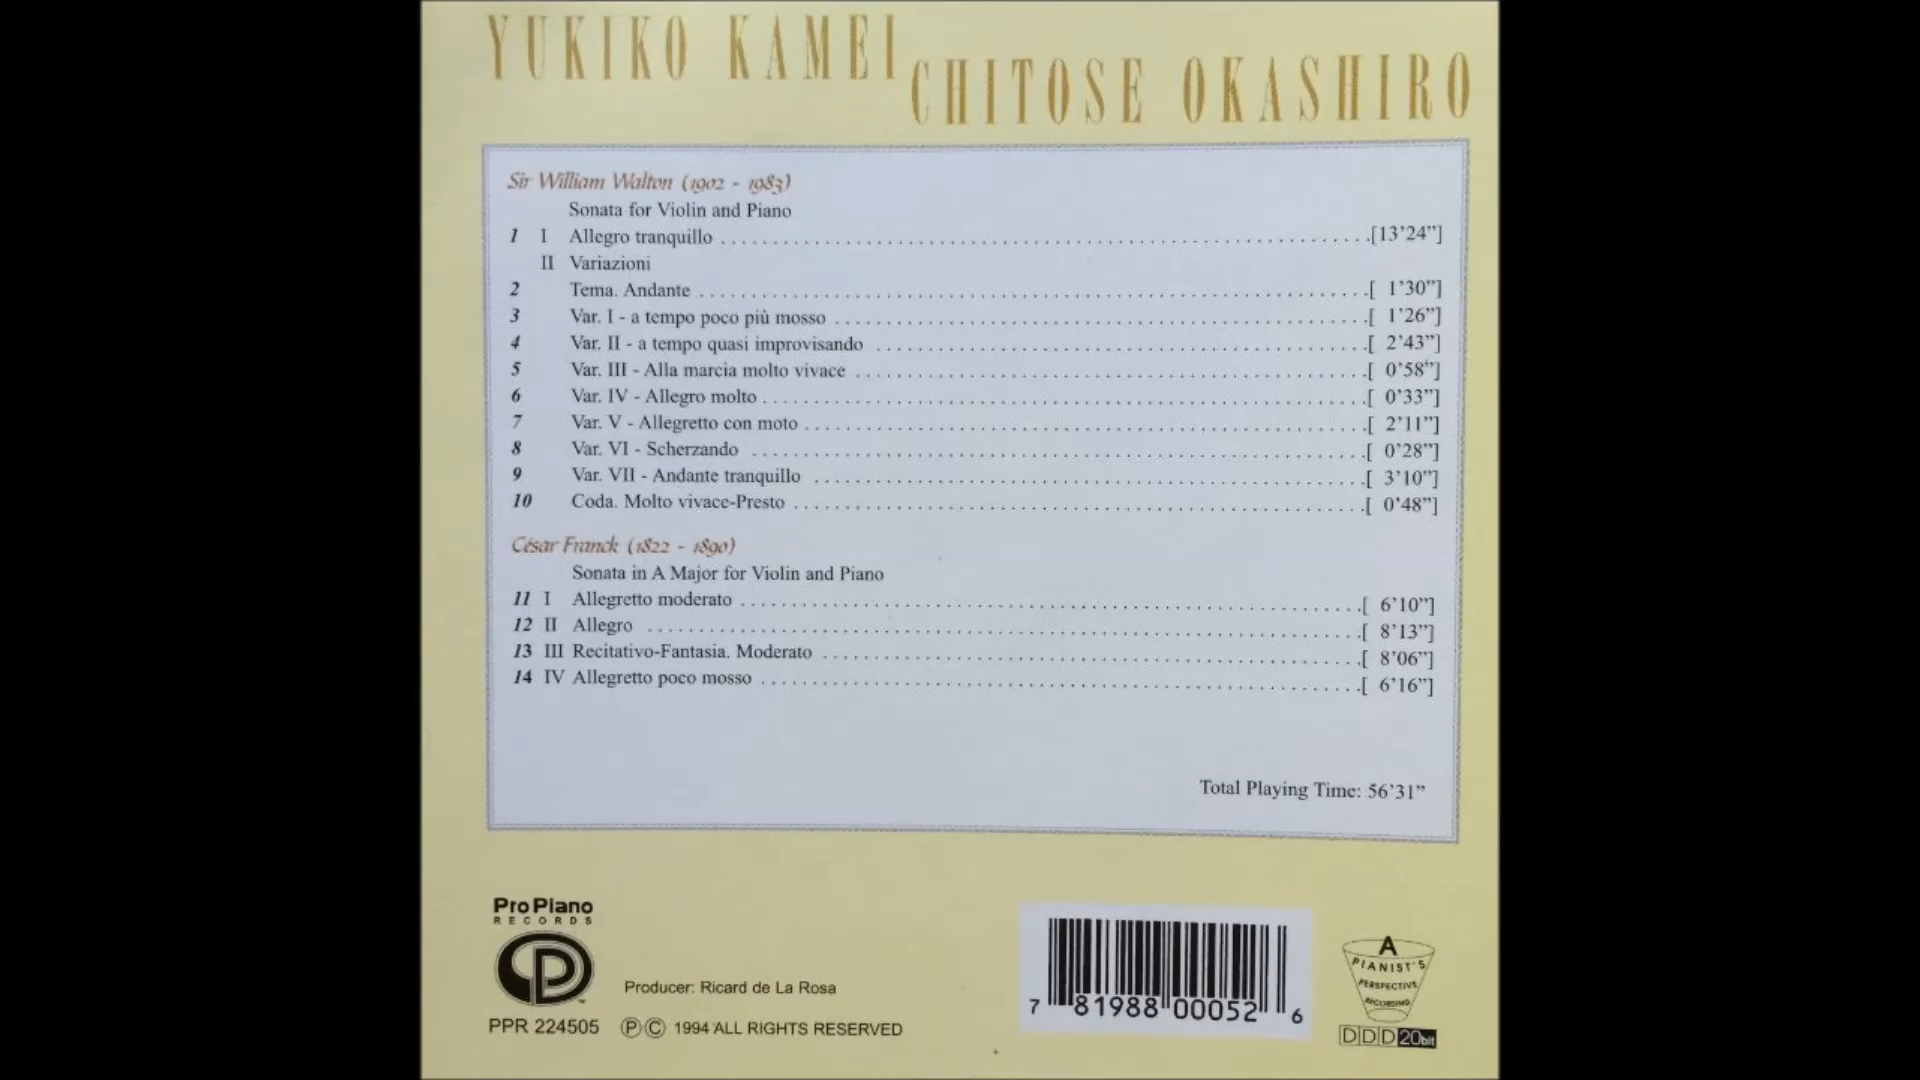 YUKIKO KAMEI
CHITOSE OKASHIRO
Sir William Walton (1902 - 1983)
Sonata for Violin and Piano
1 I Allegro tranquillo [13’24”]
II Variazioni
2 Tema. Andante [ 1’30”]
3 Var. I - a tempo poco più mosso [ 1’26”]
4 Var. II - a tempo quasi improvisando [ 2’43”]
5 Var. III - Alla marcia molto vivace [ 0’58”]
6 Var. IV - Allegro molto [ 0’33”]
7 Var. V - Allegretto con moto [ 2’11”]
8 Var. VI - Scherzando [ 0’28”]
9 Var. VII - Andante tranquillo [ 3’10”]
10 Coda. Molto vivace-Presto [ 0’48”]
César Franck (1822 - 1890)
Sonata in A Major for Violin and Piano
11 I Allegretto moderato [ 6’10”]
12 II Allegro [ 8’13”]
13 III Recitativo-Fantasia. Moderato [ 8’06”]
14 IV Allegretto poco mosso [ 6’16”]
Total Playing Time: 56’31”
Pro Piano
RECORDS
Producer: Ricard de La Rosa
PPR 224505 ℗© 1994 ALL RIGHTS RESERVED
7 81988 00052 6
A
PIANIST'S
PERSPECTIVE
RECORDING
DDD 20bit